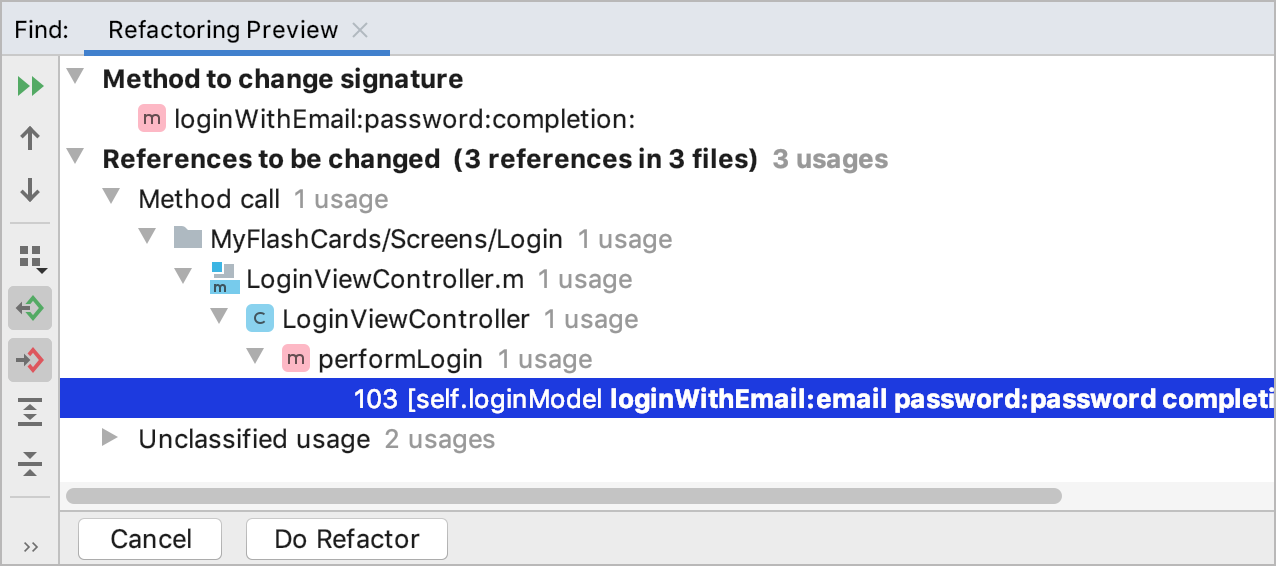 Find: Refactoring Preview
Method to change signature
m loginWithEmail:password:completion:
References to be changed (3 references in 3 files) 3 usages
Method call 1 usage
MyFlashCards/Screens/Login 1 usage
m LoginViewController.m 1 usage
C LoginViewController 1 usage
m performLogin 1 usage
103 [self.loginModel loginWithEmail:email password:password completi
Unclassified usage 2 usages
Cancel Do Refactor